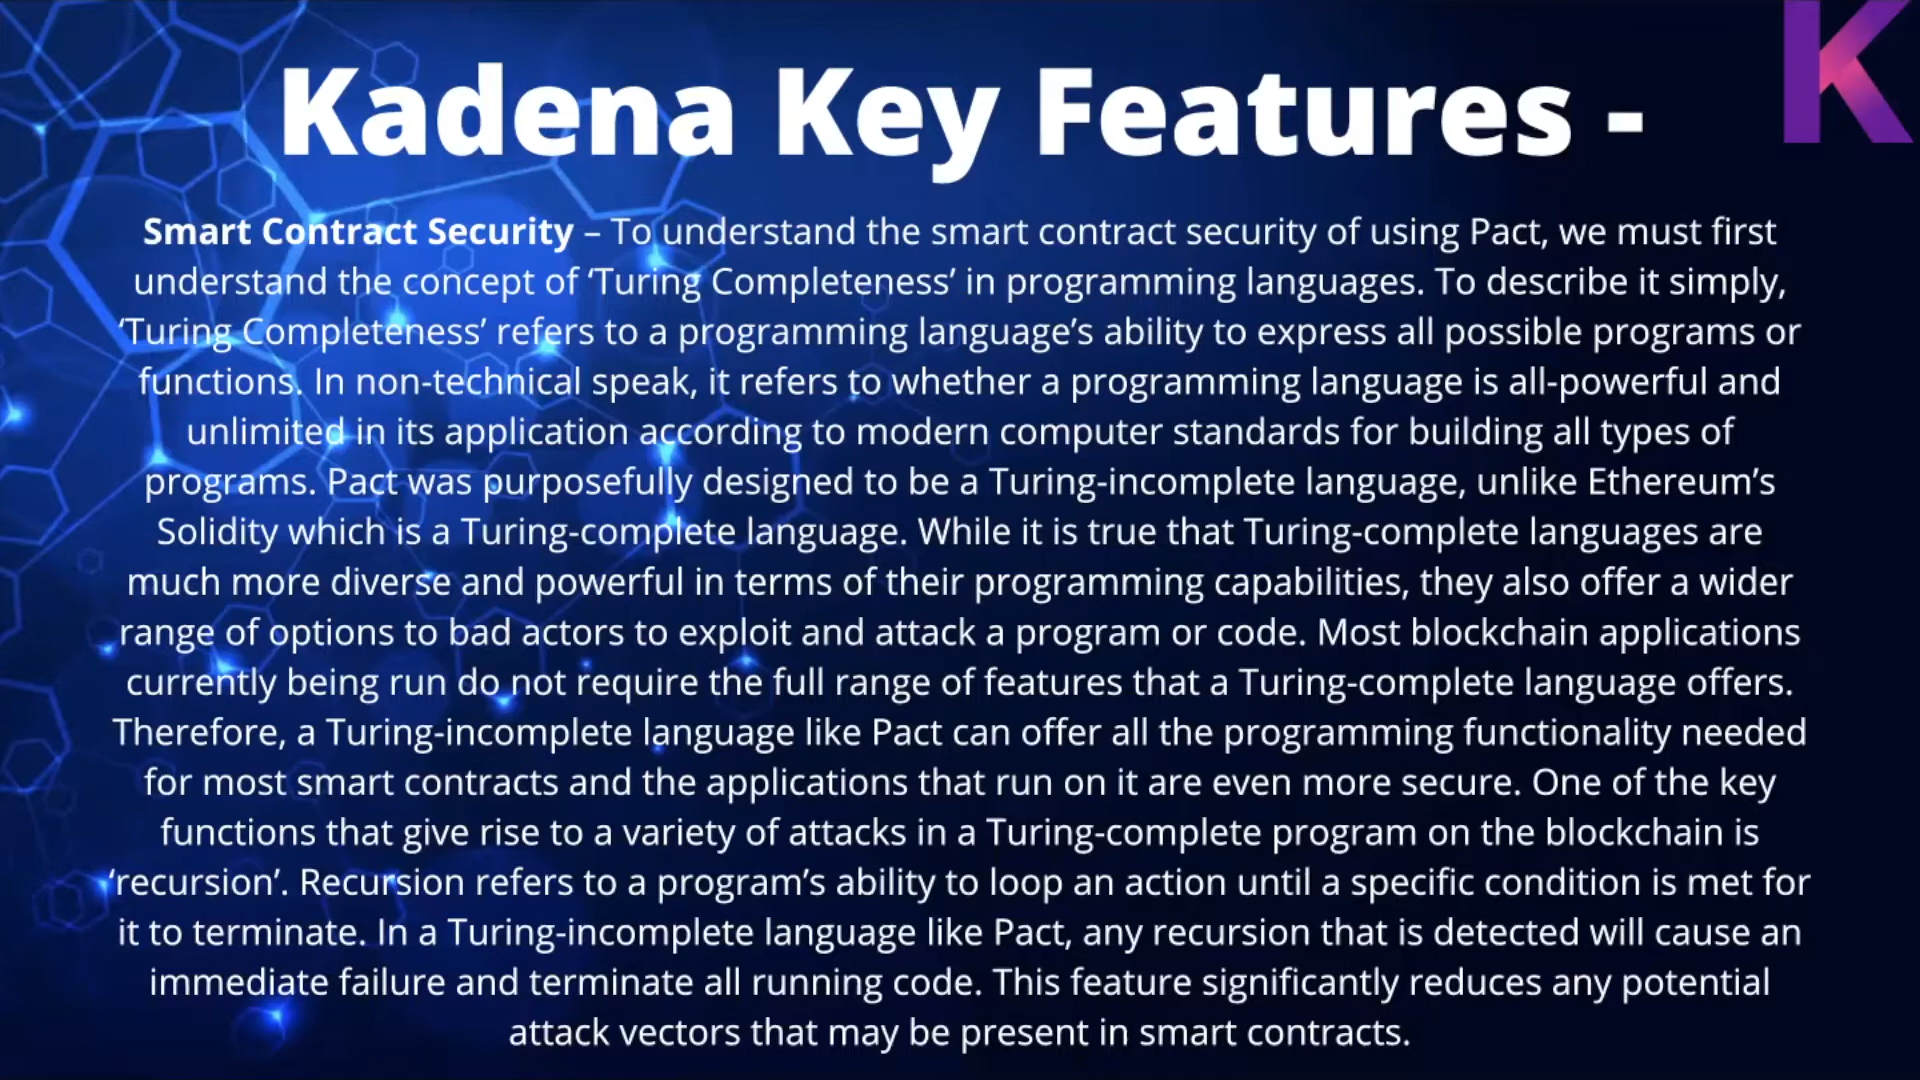 Kadena Key Features -
K
Smart Contract Security – To understand the smart contract security of using Pact, we must first
understand the concept of ‘Turing Completeness’ in programming languages. To describe it simply,
‘Turing Completeness’ refers to a programming language’s ability to express all possible programs or
functions. In non-technical speak, it refers to whether a programming language is all-powerful and
unlimited in its application according to modern computer standards for building all types of
programs. Pact was purposefully designed to be a Turing-incomplete language, unlike Ethereum’s
Solidity which is a Turing-complete language. While it is true that Turing-complete languages are
much more diverse and powerful in terms of their programming capabilities, they also offer a wider
range of options to bad actors to exploit and attack a program or code. Most blockchain applications
currently being run do not require the full range of features that a Turing-complete language offers.
Therefore, a Turing-incomplete language like Pact can offer all the programming functionality needed
for most smart contracts and the applications that run on it are even more secure. One of the key
functions that give rise to a variety of attacks in a Turing-complete program on the blockchain is
‘recursion’. Recursion refers to a program’s ability to loop an action until a specific condition is met for
it to terminate. In a Turing-incomplete language like Pact, any recursion that is detected will cause an
immediate failure and terminate all running code. This feature significantly reduces any potential
attack vectors that may be present in smart contracts.